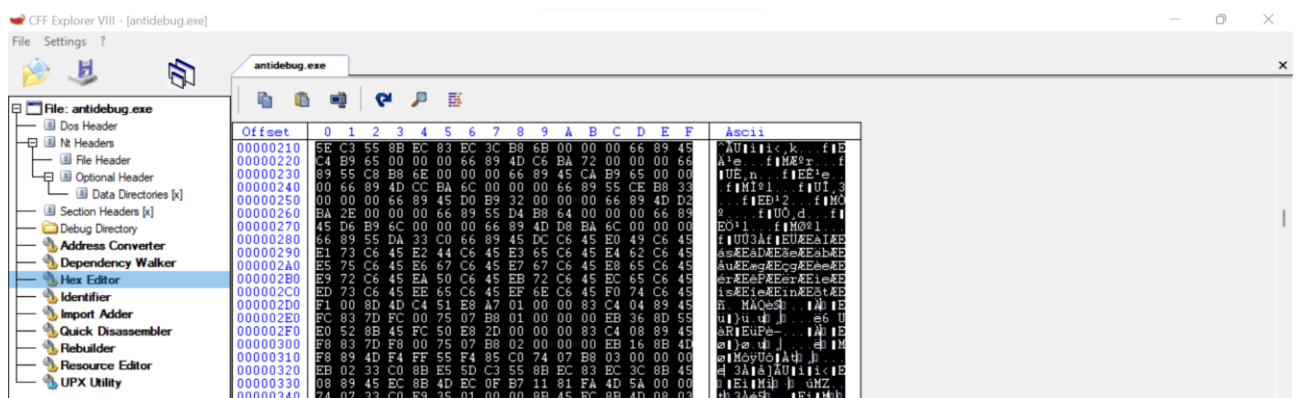 CFF Explorer VIII - [antidebug.exe]
File Settings ?
antidebug.exe
File: antidebug.exe
Dos Header
Nt Headers
File Header
Optional Header
Data Directories [x]
Section Headers [x]
Debug Directory
Address Converter
Dependency Walker
Hex Editor
Identifier
Import Adder
Quick Disassembler
Rebuilder
Resource Editor
UPX Utility
Offset 0 1 2 3 4 5 6 7 8 9 A B C D E F Ascii
00000210 5E C3 55 8B EC 83 EC 3C B8 6B 00 00 00 66 89 45
00000220 C4 B9 65 00 00 00 66 89 4D C6 BA 72 00 00 00 66
00000230 89 55 C8 B8 6E 00 00 00 66 89 45 CA B9 65 00 00
00000240 00 66 89 4D CC BA 6C 00 00 00 66 89 55 CE B8 33
00000250 00 00 00 66 89 45 D0 B9 32 00 00 00 66 89 4D D2
00000260 BA 2E 00 00 00 66 89 55 D4 B8 64 00 00 00 66 89
00000270 45 D6 B9 6C 00 00 00 66 89 4D D8 BA 6C 00 00 00
00000280 66 89 55 DA 33 C0 66 89 45 DC C6 45 E0 49 C6 45
00000290 E1 73 C6 45 E2 44 C6 45 E3 65 C6 45 E4 62 C6 45
000002A0 E5 75 C6 45 E6 67 C6 45 E7 67 C6 45 E8 65 C6 45
000002B0 E9 72 C6 45 EA 50 C6 45 EB 72 C6 45 EC 65 C6 45
000002C0 ED 73 C6 45 EE 65 C6 45 EF 6E C6 45 F0 74 C6 45
000002D0 F1 00 8D 4D C4 51 E8 A7 01 00 00 83 C4 04 89 45
000002E0 FC 83 7D FC 00 75 07 B8 01 00 00 00 EB 36 8D 55
000002F0 E0 52 8B 45 FC 50 E8 2D 00 00 00 83 C4 08 89 45
00000300 F8 83 7D F8 00 75 07 B8 02 00 00 00 EB 16 8B 4D
00000310 F8 89 4D F4 FF 55 F4 85 C0 74 07 B8 03 00 00 00
00000320 EB 02 33 C0 8B E5 5D C3 55 8B EC 83 EC 3C 8B 45
00000330 08 89 45 EC 8B 4D EC 0F B7 11 81 FA 4D 5A 00 00
00000340 74 07 33 C0 E9 35 01 00 00 8B 45 EC 8B 4D 08 03